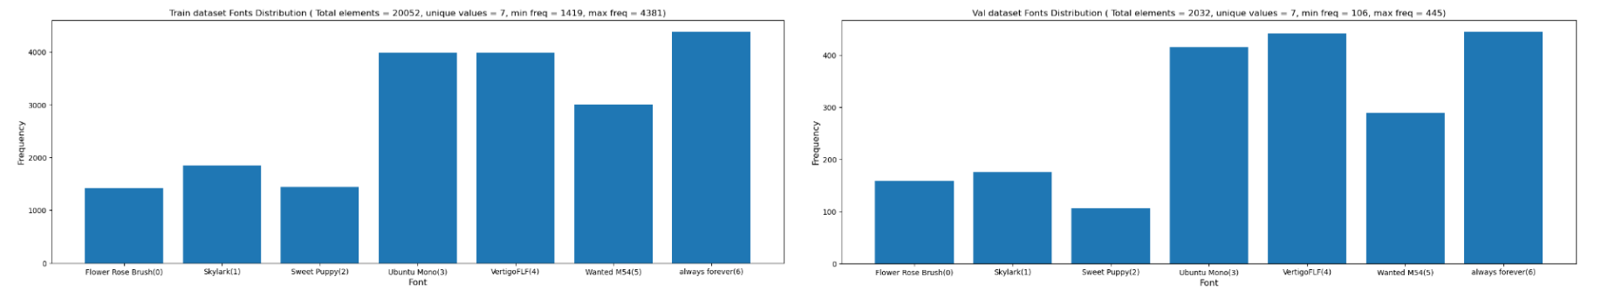 Train dataset Fonts Distribution ( Total elements = 20052, unique values = 7, min freq = 1419, max freq = 4381)
Frequency
4000
3000
2000
1000
0
Flower Rose Brush(0) Skylark(1) Sweet Puppy(2) Ubuntu Mono(3) VertigoFLF(4) Wanted M54(5) always forever(6)
Font
Val dataset Fonts Distribution ( Total elements = 2032, unique values = 7, min freq = 106, max freq = 445)
Frequency
400
300
200
100
0
Flower Rose Brush(0) Skylark(1) Sweet Puppy(2) Ubuntu Mono(3) VertigoFLF(4) Wanted M54(5) always forever(6)
Font